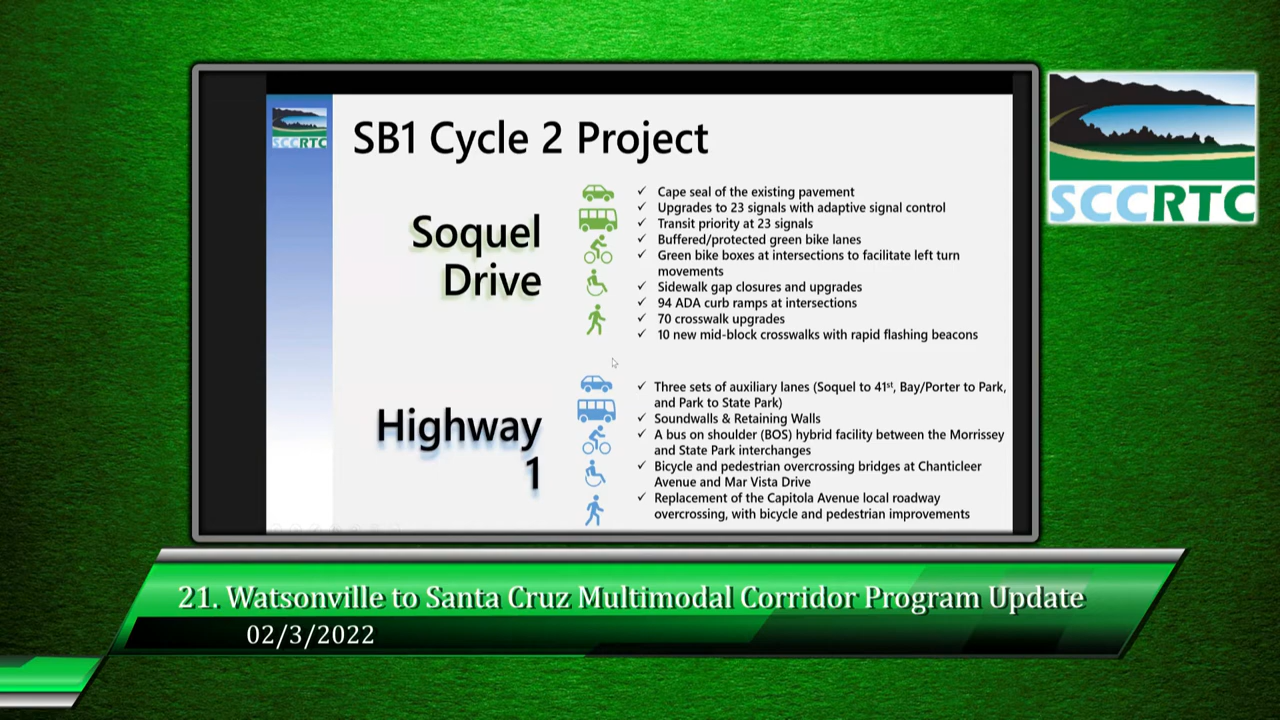 SCCRTC
SB1 Cycle 2 Project
Soquel
Drive
✓ Cape seal of the existing pavement
✓ Upgrades to 23 signals with adaptive signal control
✓ Transit priority at 23 signals
✓ Buffered/protected green bike lanes
✓ Green bike boxes at intersections to facilitate left turn
movements
✓ Sidewalk gap closures and upgrades
✓ 94 ADA curb ramps at intersections
✓ 70 crosswalk upgrades
✓ 10 new mid-block crosswalks with rapid flashing beacons
Highway
1
✓ Three sets of auxiliary lanes (Soquel to 41st, Bay/Porter to Park,
and Park to State Park)
✓ Soundwalls & Retaining Walls
✓ A bus on shoulder (BOS) hybrid facility between the Morrissey
and State Park interchanges
✓ Bicycle and pedestrian overcrossing bridges at Chanticleer
Avenue and Mar Vista Drive
✓ Replacement of the Capitola Avenue local roadway
overcrossing, with bicycle and pedestrian improvements
SCCRTC
21. Watsonville to Santa Cruz Multimodal Corridor Program Update
02/3/2022